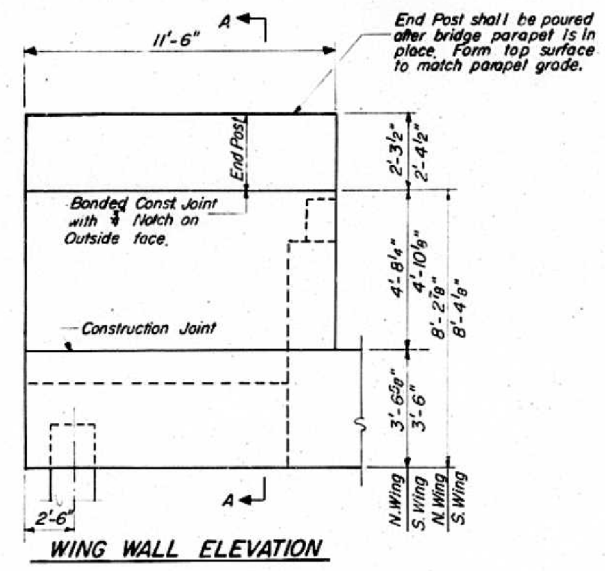 A
11'-6"
End Post shall be poured
after bridge parapet is in
place. Form top surface
to match parapet grade.
End Post
2'-3½"
2'-4½"
Bonded Const. Joint
with ¾" Notch on
Outside face.
4'-8¼"
4'-10⅛"
8'-2⅞"
8'-4⅛"
Construction Joint
3'-6⅝"
3'-6"
N. Wing
S. Wing
N. Wing
S. Wing
A
2'-6"
WING WALL ELEVATION